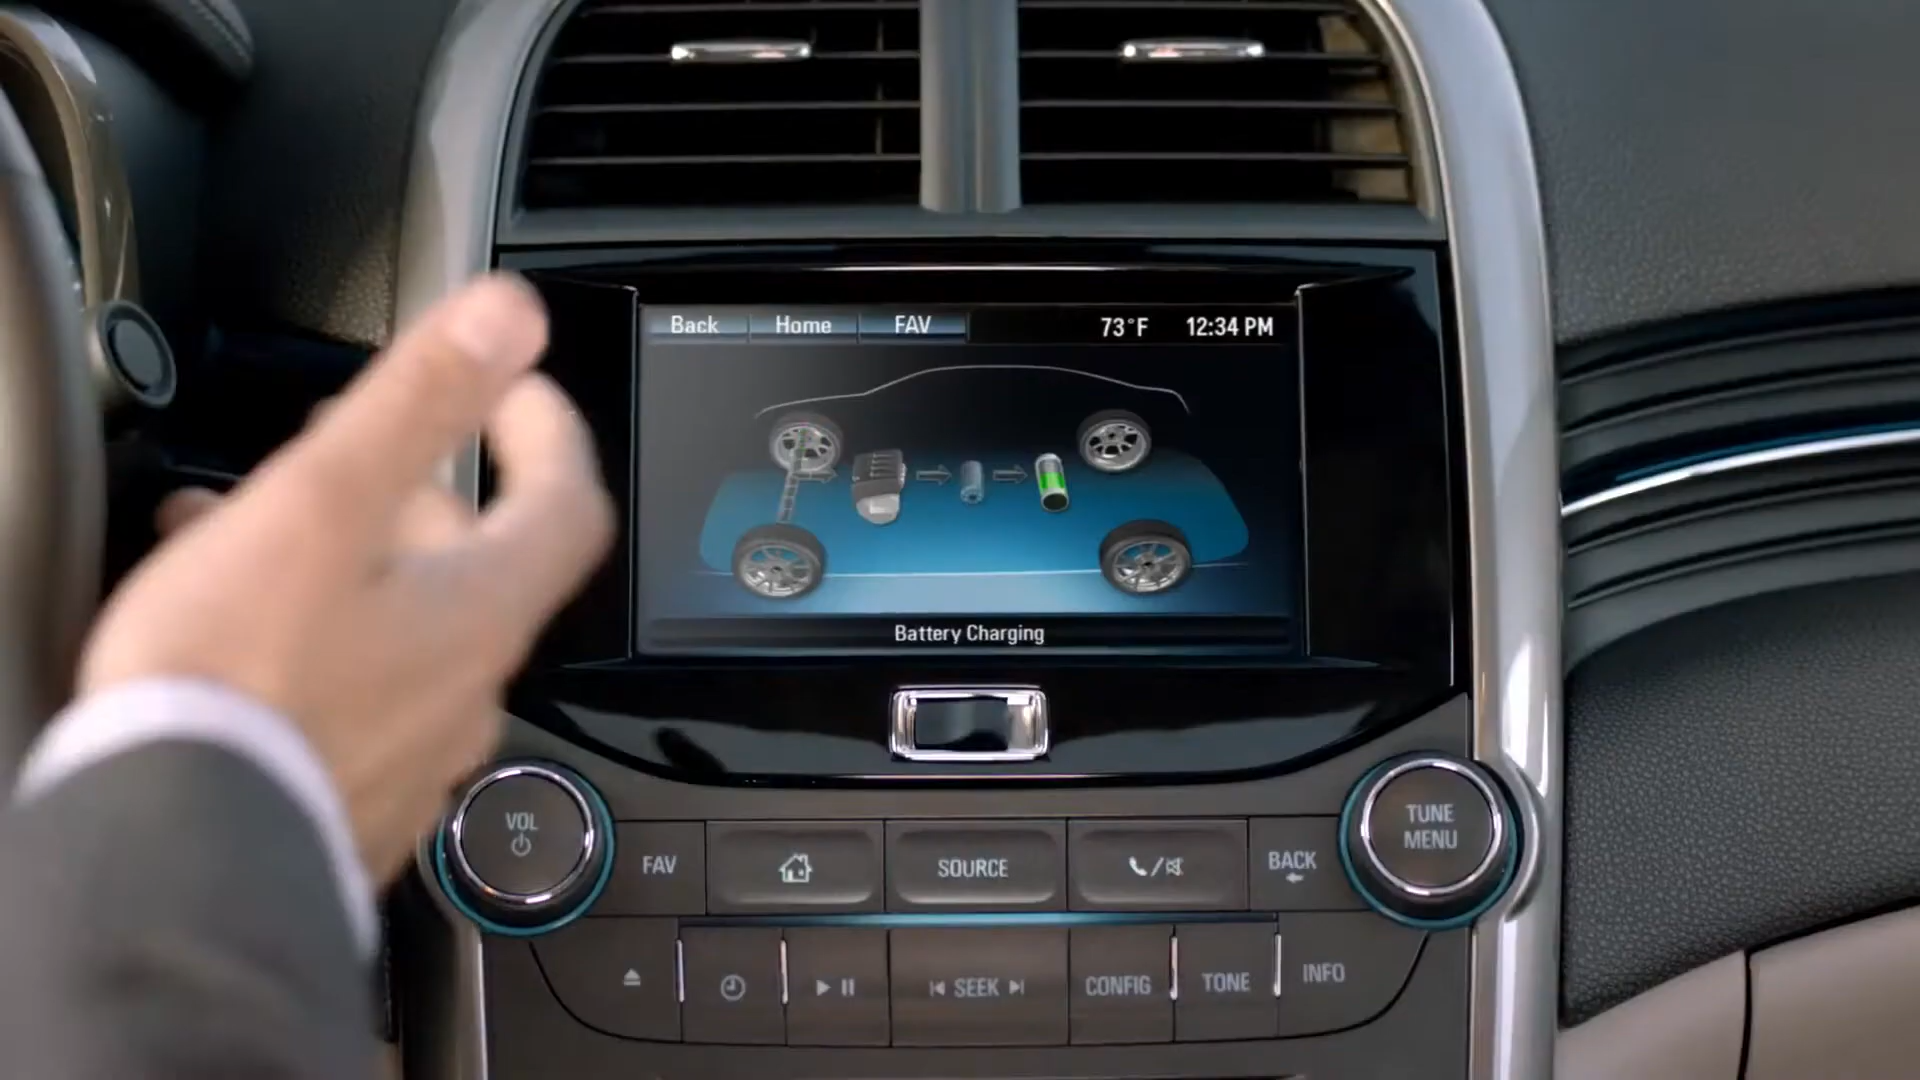 Back Home FAV 73°F 12:34 PM
Battery Charging
VOL
TUNE
MENU
FAV SOURCE BACK
SEEK CONFIG TONE INFO